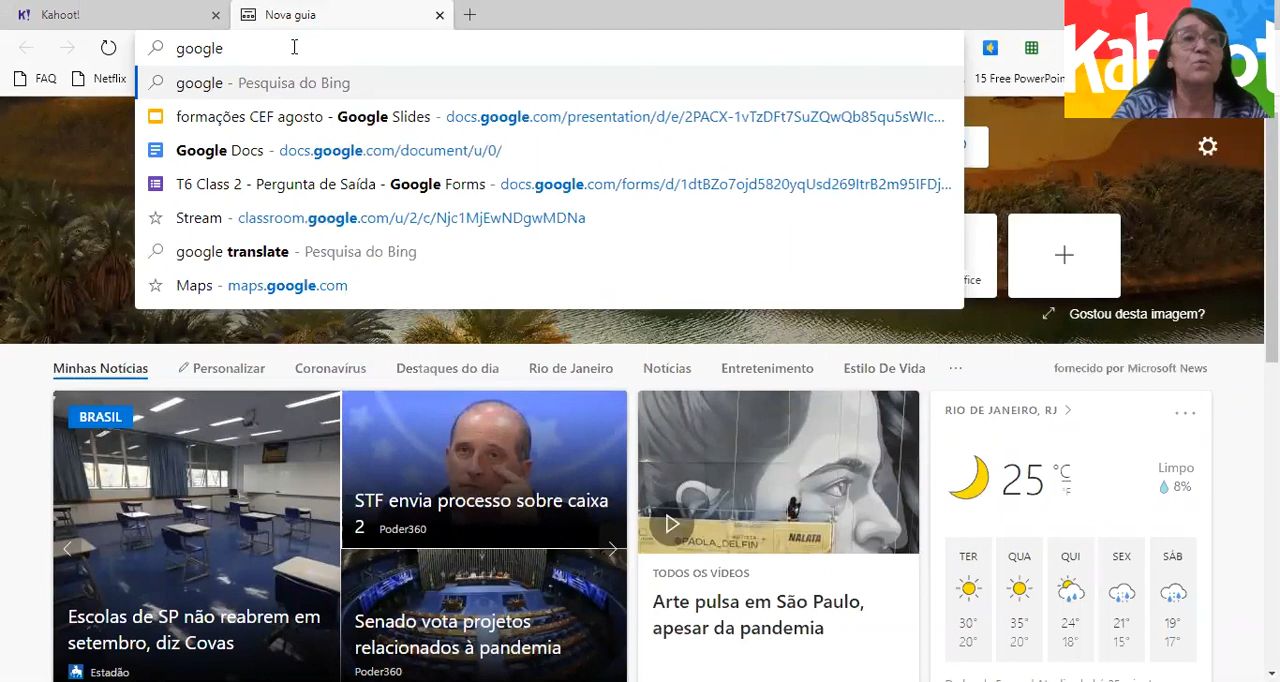 K! Kahoot!
Nova guia
google
FAQ
Netflix
15 Free PowerPoin
Kahoot
google - Pesquisa do Bing
formações CEF agosto - Google Slides - docs.google.com/presentation/d/e/2PACX-1vTzDFt7SuZQwQb85qu5sWIc...
Google Docs - docs.google.com/document/u/0/
T6 Class 2 - Pergunta de Saída - Google Forms - docs.google.com/forms/d/1dtBZo7ojd5820yqUsd269ItrB2m95IFDj...
Stream - classroom.google.com/u/2/c/Njc1MjEwNDgwMDNa
google translate - Pesquisa do Bing
Maps - maps.google.com
fice
Gostou desta imagem?
Minhas Notícias
Personalizar
Coronavírus
Destaques do dia
Rio de Janeiro
Notícias
Entretenimento
Estilo De Vida
...
fornecido por Microsoft News
BRASIL
Escolas de SP não reabrem em
setembro, diz Covas
Estadão
STF envia processo sobre caixa
2 Poder360
Senado vota projetos
relacionados à pandemia
Poder360
@PAOLA_DELFIN
NALATA
TODOS OS VÍDEOS
Arte pulsa em São Paulo,
apesar da pandemia
RIO DE JANEIRO, RJ
...
25 °C
°F
Limpo
8%
TER QUA QUI SEX SÁB
30° 35° 24° 21° 19°
20° 20° 18° 15° 17°